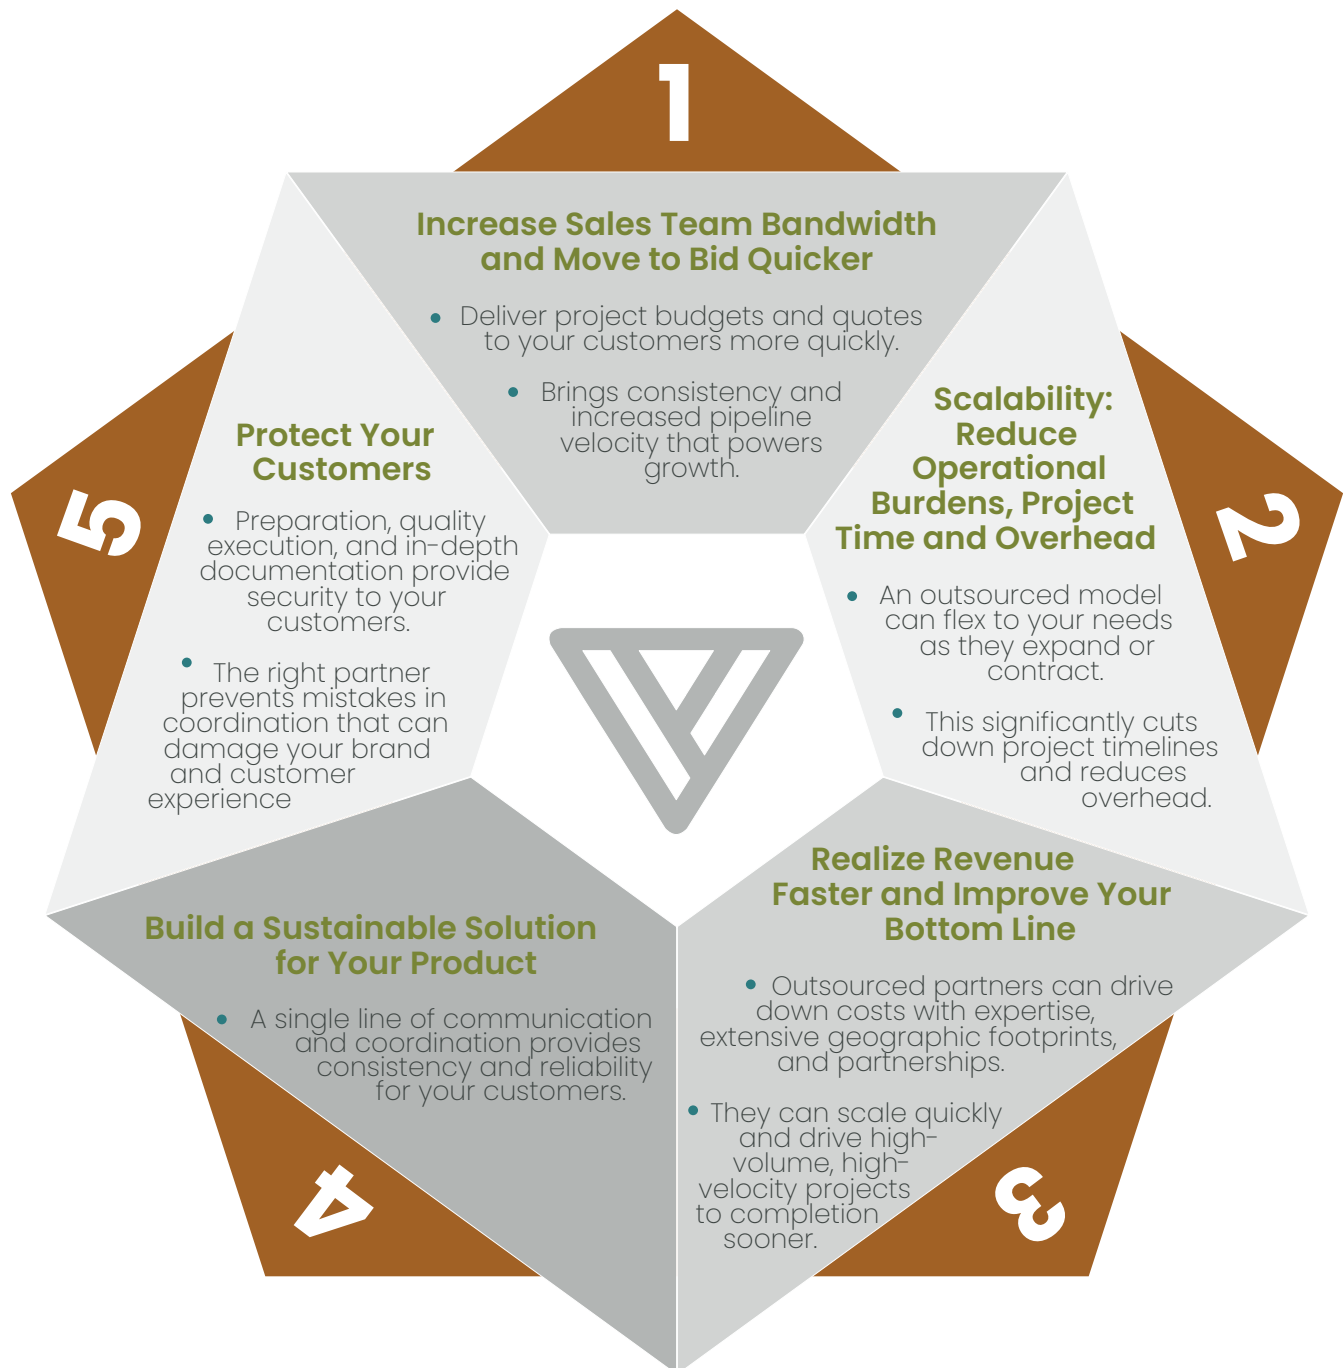 1
Increase Sales Team Bandwidth
and Move to Bid Quicker
Deliver project budgets and quotes
to your customers more quickly.
Brings consistency and
increased pipeline
velocity that powers
growth.
2
Scalability:
Reduce
Operational
Burdens, Project
Time and Overhead
An outsourced model
can flex to your needs
as they expand or
contract.
This significantly cuts
down project timelines
and reduces
overhead.
3
Realize Revenue
Faster and Improve Your
Bottom Line
Outsourced partners can drive
down costs with expertise,
extensive geographic footprints,
and partnerships.
They can scale quickly
and drive high-
volume, high-
velocity projects
to completion
sooner.
4
Build a Sustainable Solution
for Your Product
A single line of communication
and coordination provides
consistency and reliability
for your customers.
5
Protect Your
Customers
Preparation, quality
execution, and in-depth
documentation provide
security to your
customers.
The right partner
prevents mistakes in
coordination that can
damage your brand
and customer
experience